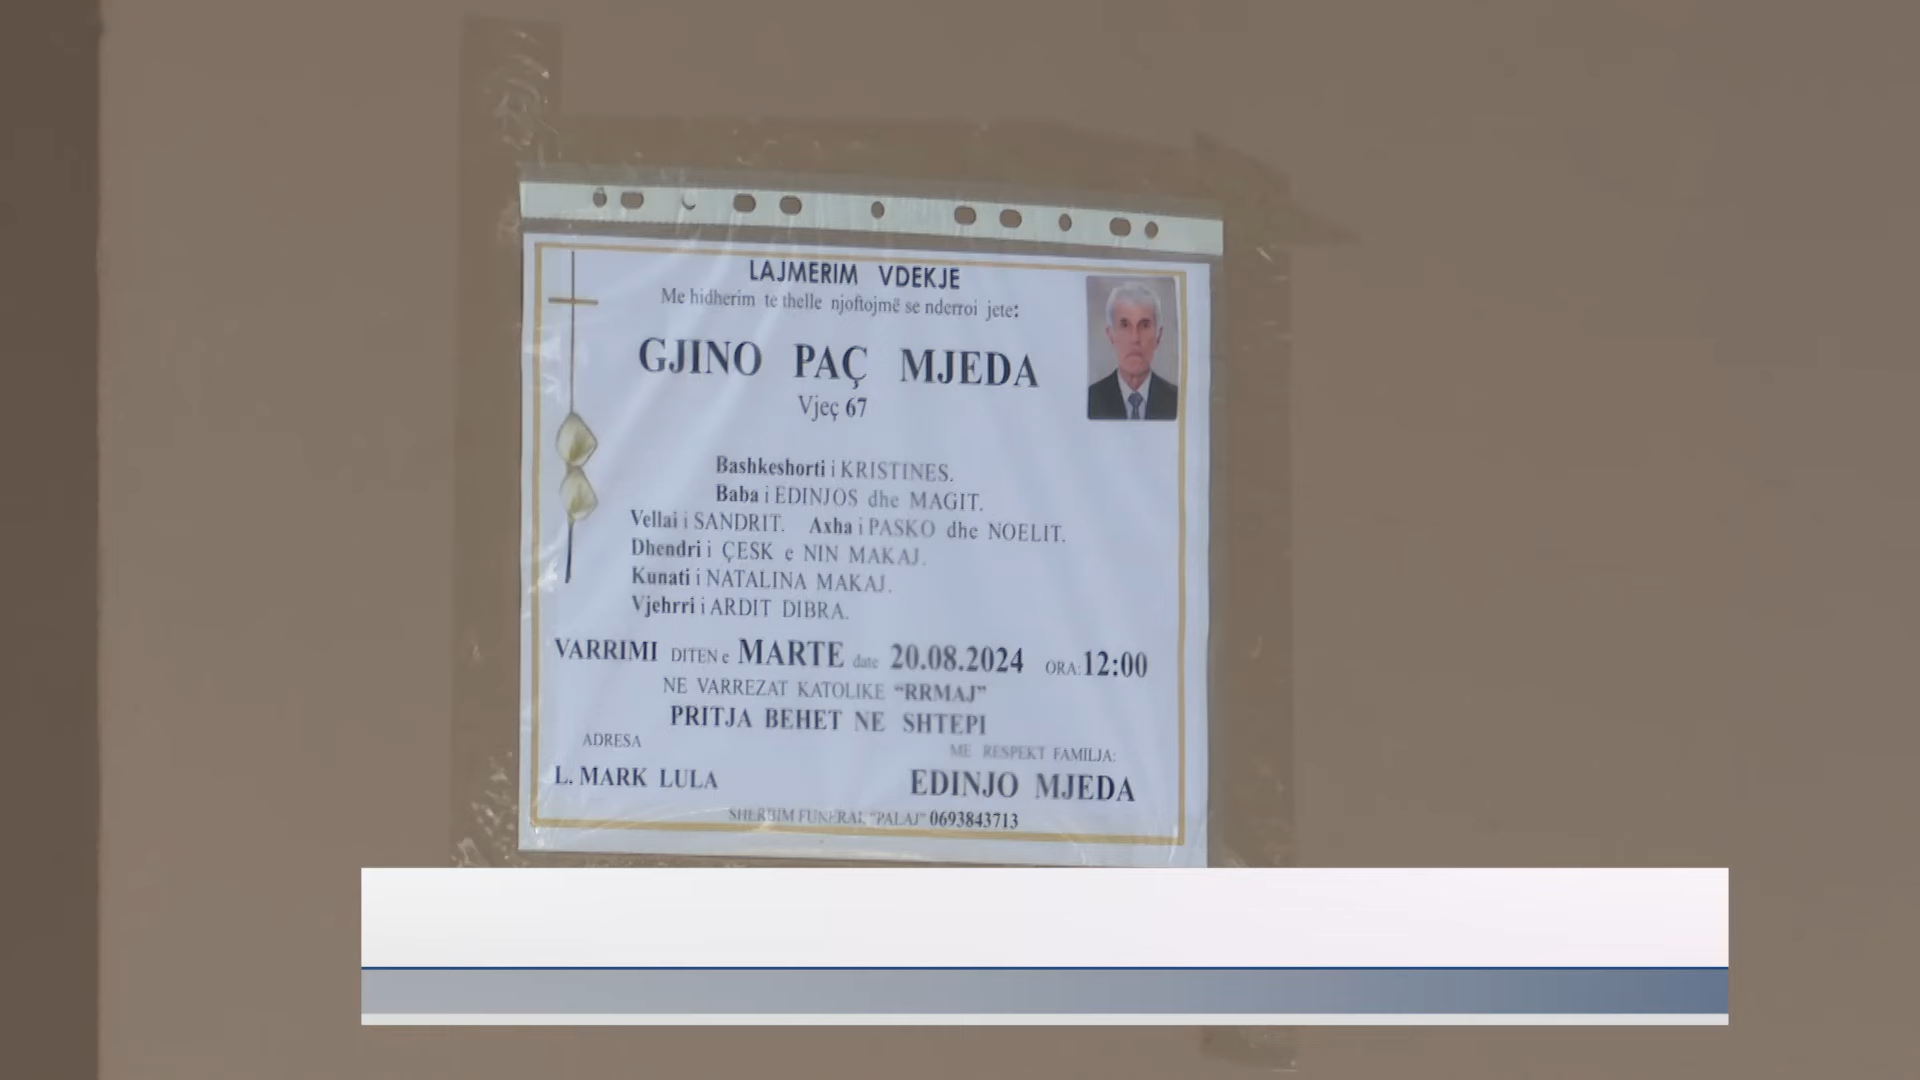 LAJMERIM VDEKJE
Me hidherim te thelle njoftojmë se nderroi jete:
GJINO PAÇ MJEDA
Vjeç 67
Bashkeshorti i KRISTINES.
Baba i EDINJOS dhe MAGIT.
Vellai i SANDRIT. Axha i PASKO dhe NOELIT.
Dhendri i ÇESK e NIN MAKAJ.
Kunati i NATALINA MAKAJ.
Vjehrri i ARDIT DIBRA.
VARRIMI DITEN e MARTE date 20.08.2024 ORA:12:00
NE VARREZAT KATOLIKE "RRMAJ"
PRITJA BEHET NE SHTEPI
ADRESA
L. MARK LULA
ME RESPEKT FAMILJA:
EDINJO MJEDA
SHERBIM FUNERAL "PALAJ" 0693843713